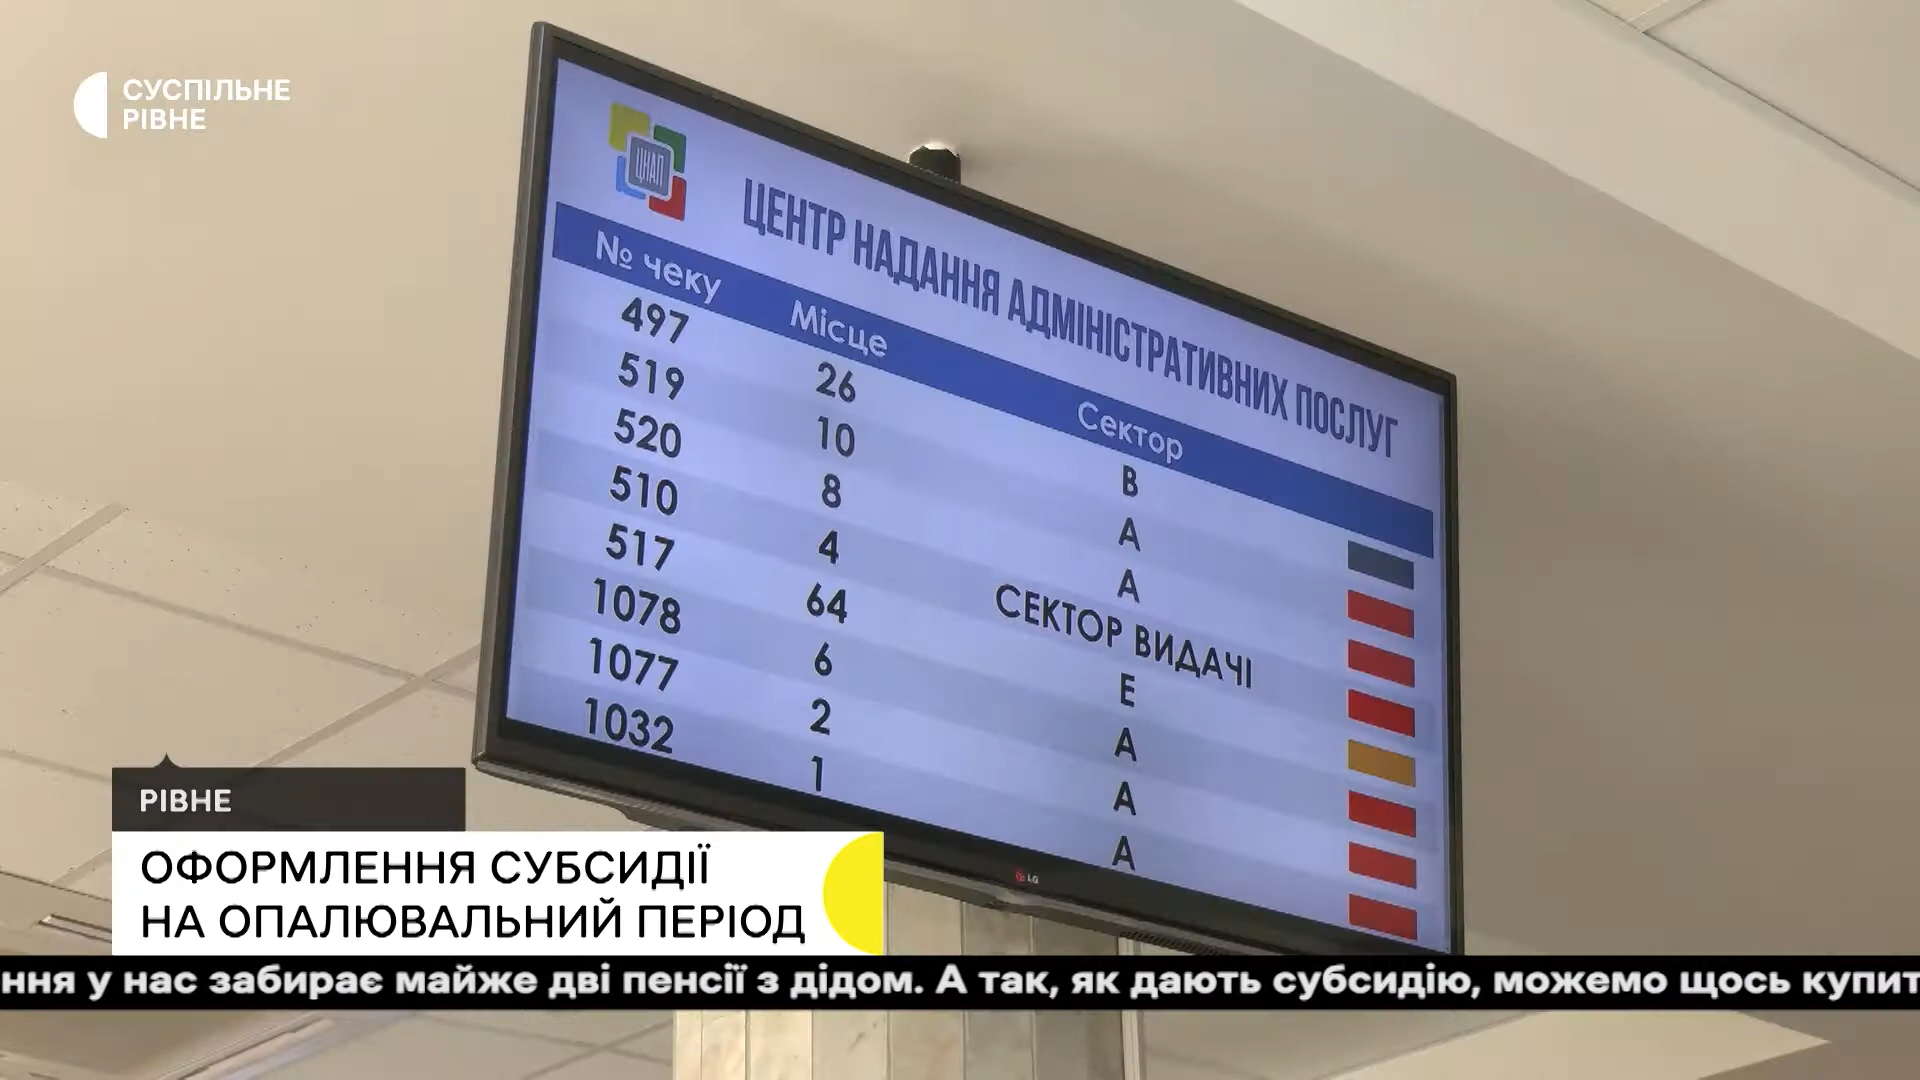 СУСПІЛЬНЕ
РІВНЕ
ЦНАП
ЦЕНТР НАДАННЯ АДМІНІСТРАТИВНИХ ПОСЛУГ
№ чеку Місце Сектор
497 26 В
519 10 А
520 8 А
510 4 СЕКТОР ВИДАЧІ
517 64 Е
1078 6 А
1077 2 А
1032 1 А
LG
РІВНЕ
ОФОРМЛЕННЯ СУБСИДІЇ
НА ОПАЛЮВАЛЬНИЙ ПЕРІОД
ння у нас забирає майже дві пенсії з дідом. А так, як дають субсидію, можемо щось купит